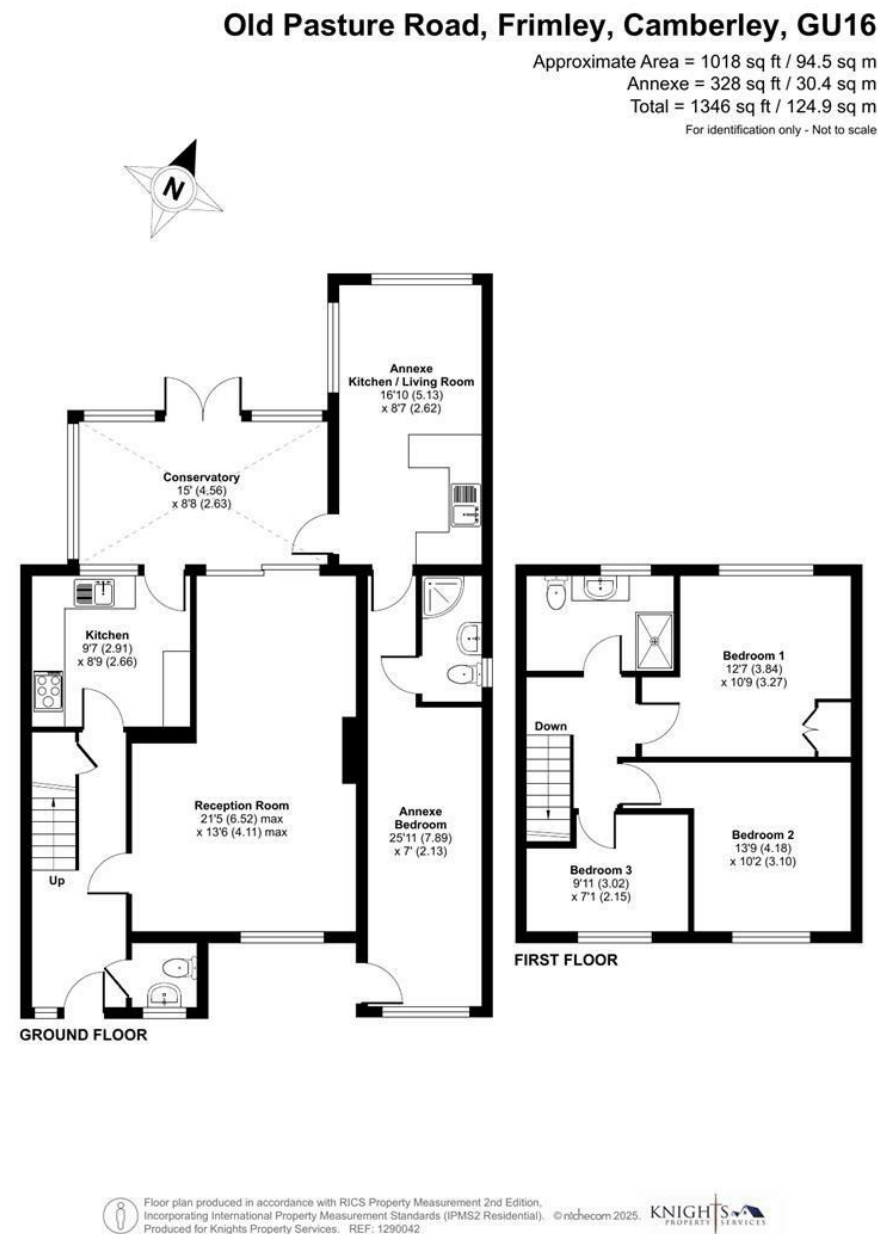 Old Pasture Road, Frimley, Camberley, GU16
Approximate Area = 1018 sq ft / 94.5 sq m
Annexe = 328 sq ft / 30.4 sq m
Total = 1346 sq ft / 124.9 sq m
For identification only - Not to scale
N
Annexe
Kitchen / Living Room
16'10 (5.13)
x 8'7 (2.62)
Conservatory
15' (4.56)
x 8'8 (2.63)
Kitchen
9'7 (2.91)
x 8'9 (2.66)
Reception Room
21'5 (6.52) max
x 13'6 (4.11) max
Annexe
Bedroom
25'11 (7.89)
x 7' (2.13)
Up
GROUND FLOOR
Bedroom 1
12'7 (3.84)
x 10'9 (3.27)
Down
Bedroom 2
13'9 (4.18)
x 10'2 (3.10)
Bedroom 3
9'11 (3.02)
x 7'1 (2.15)
FIRST FLOOR
Floor plan produced in accordance with RICS Property Measurement 2nd Edition,
Incorporating International Property Measurement Standards (IPMS2 Residential). © nichecom 2025.
Produced for Knights Property Services. REF: 1290042
KNIGHTS
PROPERTY SERVICES